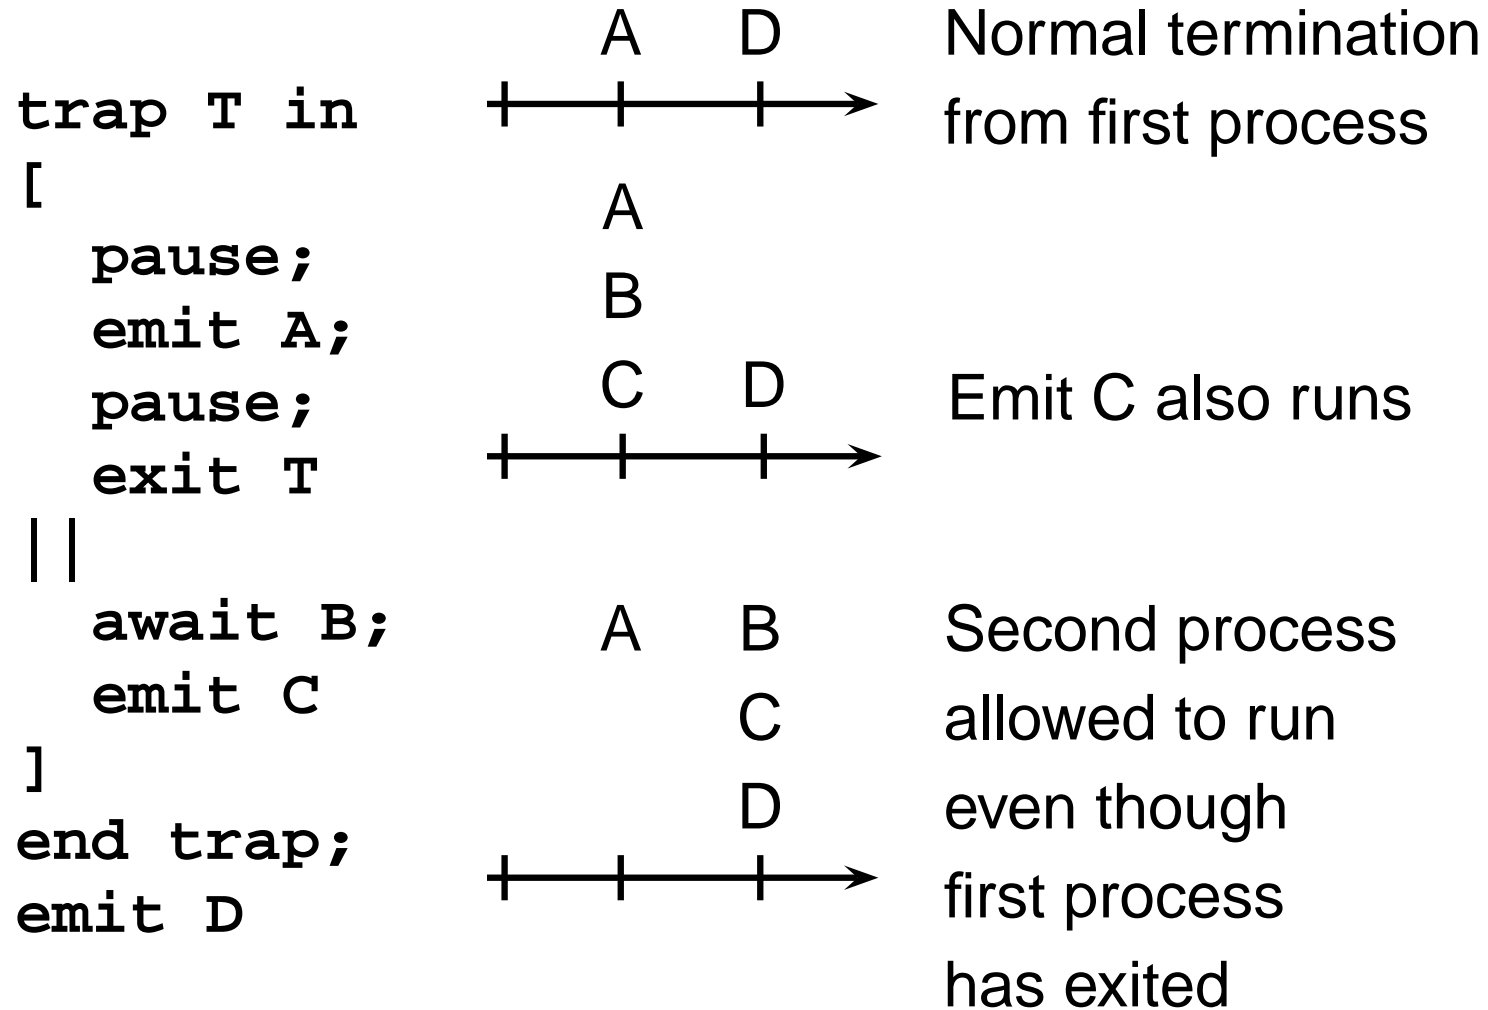 trap T in
[
pause;
emit A;
pause;
exit T
||
await B;
emit C
]
end trap;
emit D
A D
Normal termination
from first process
A
B
C D
Emit C also runs
A B
C
D
Second process
allowed to run
even though
first process
has exited